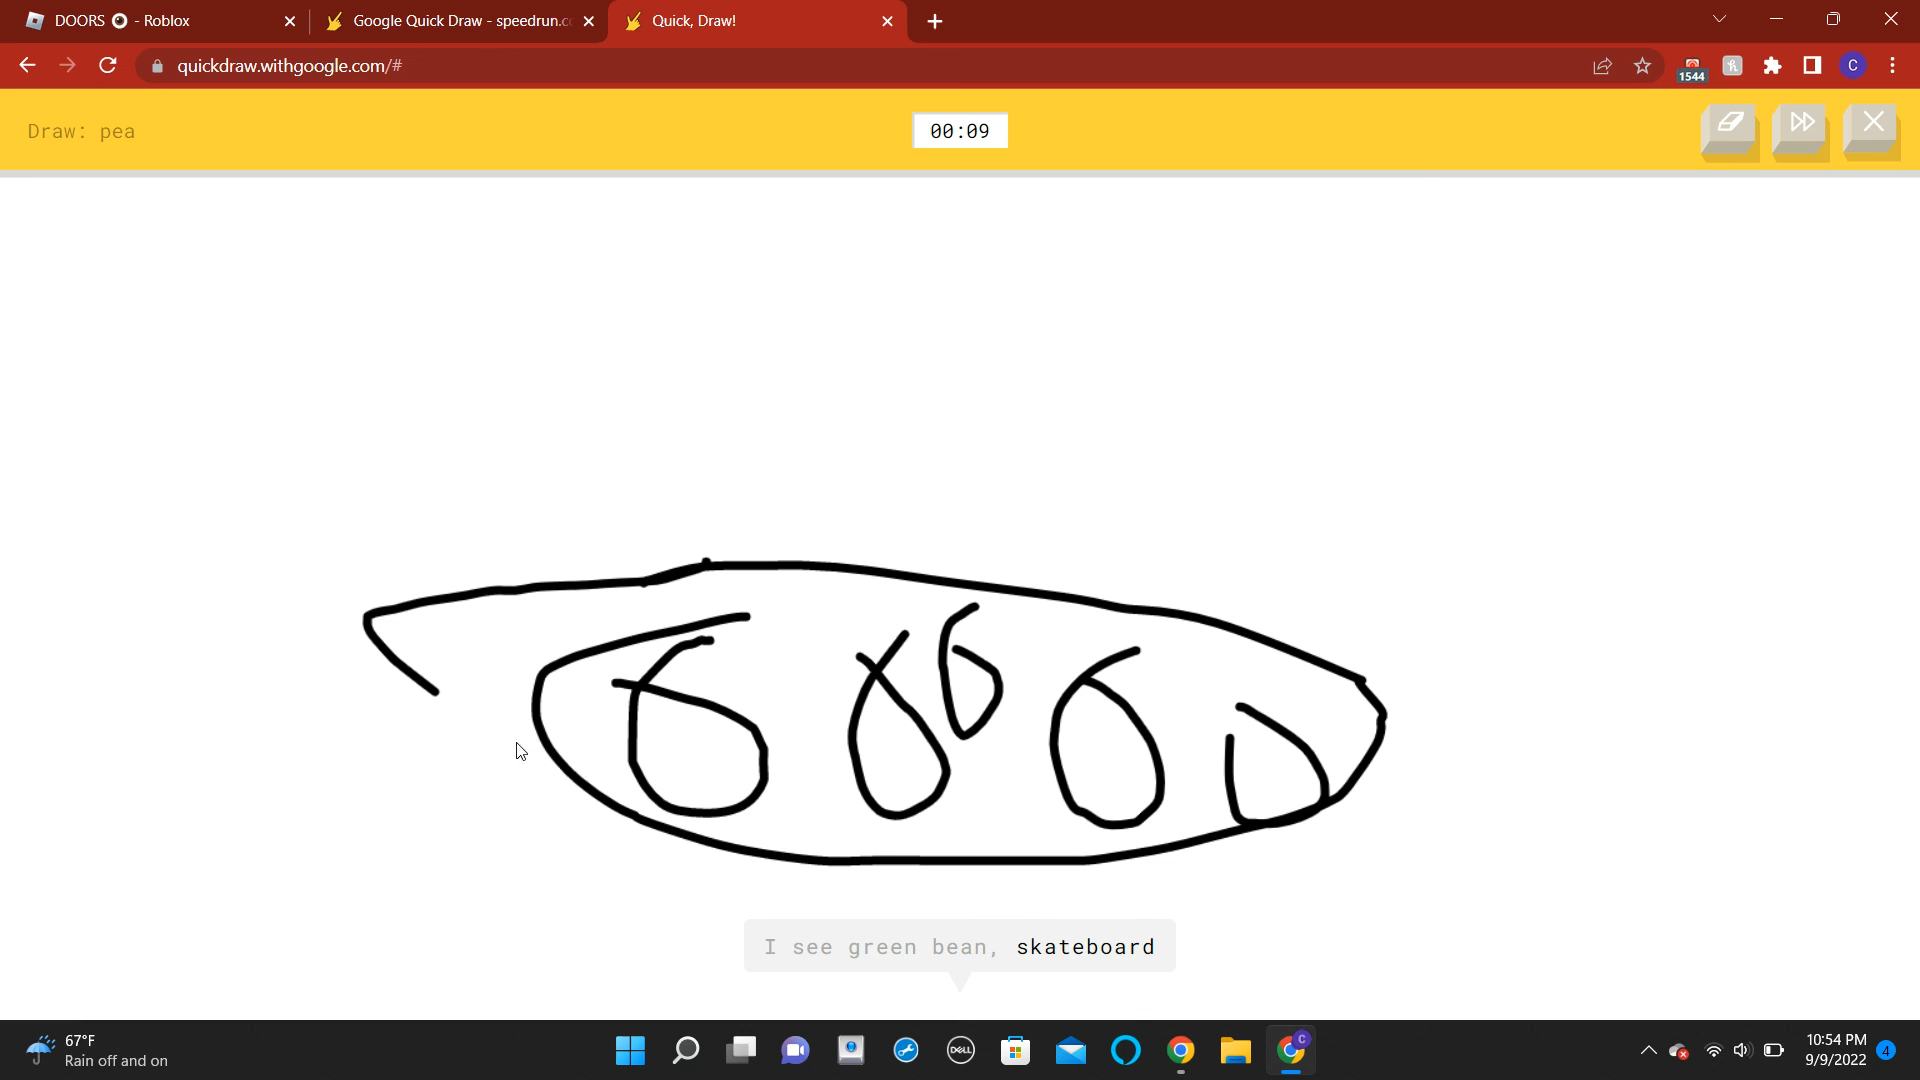 DOORS - Roblox
Google Quick Draw - speedrun.c
Quick, Draw!
quickdraw.withgoogle.com/#
1544
C
Draw: pea
00:09
I see green bean, skateboard
67°F
Rain off and on
DELL
C
10:54 PM
9/9/2022
4